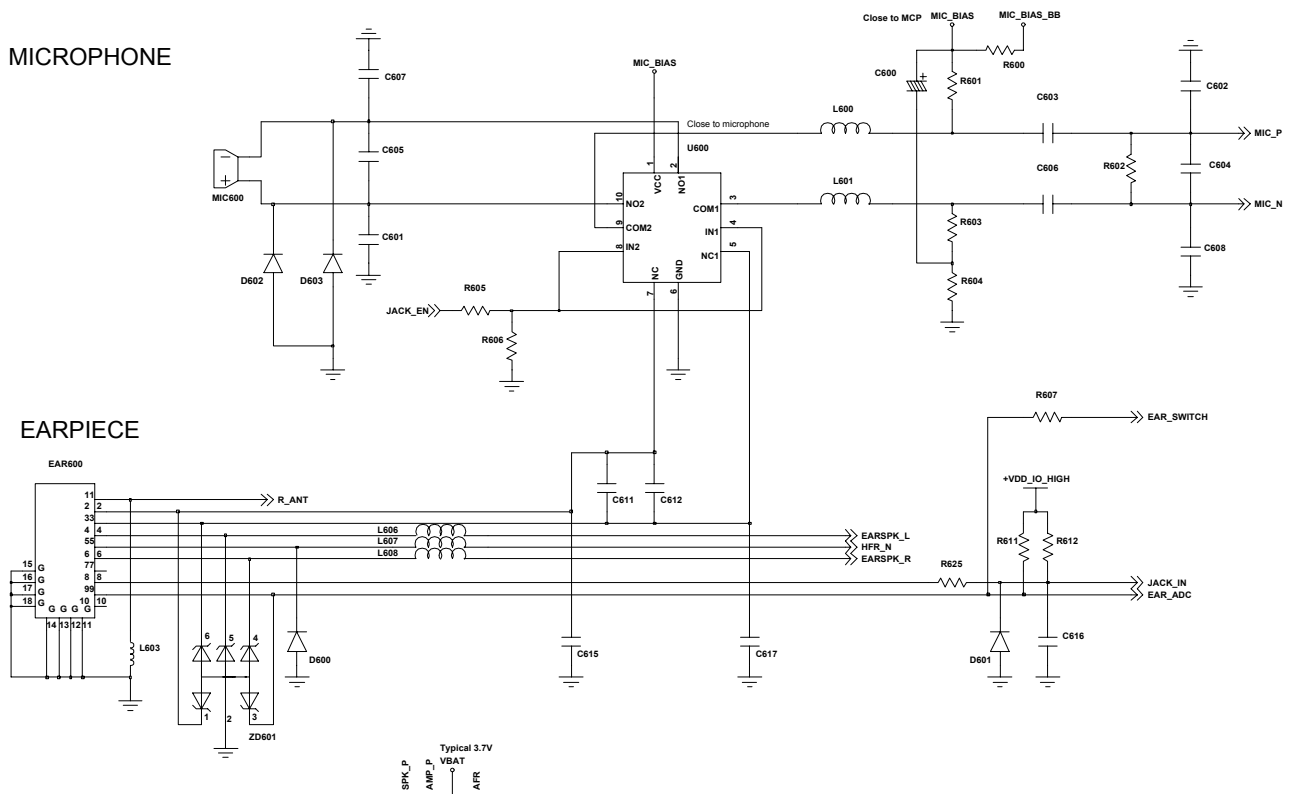 MICROPHONE
Close to MCP
MIC_BIAS
MIC_BIAS_BB
R600
C607
MIC_BIAS
C600
+
R601
C602
L600
C603
Close to microphone
MIC_P
U600
C605
1
2
VCC
NO1
R602
C604
MIC600
L601
C606
10
NO2
COM1
3
MIC_N
9
COM2
IN1
4
C601
8
IN2
NC1
5
R603
C608
NC
GND
D602
D603
7
6
R604
R605
JACK_EN
R606
R607
EAR_SWITCH
EARPIECE
EAR600
+VDD_IO_HIGH
11
R_ANT
C611
C612
2
2
33
4
4
L606
EARSPK_L
55
L607
HFR_N
6
6
L608
EARSPK_R
R611
R612
77
15
G
16
G
8
8
R625
JACK_IN
17
G
99
EAR_ADC
18
G
10
10
G
G
G
G
14
13
12
11
L603
6
5
4
D600
C615
C617
D601
C616
1
2
3
ZD601
Typical 3.7V
VBAT
SPK_P
AMP_P
AFR